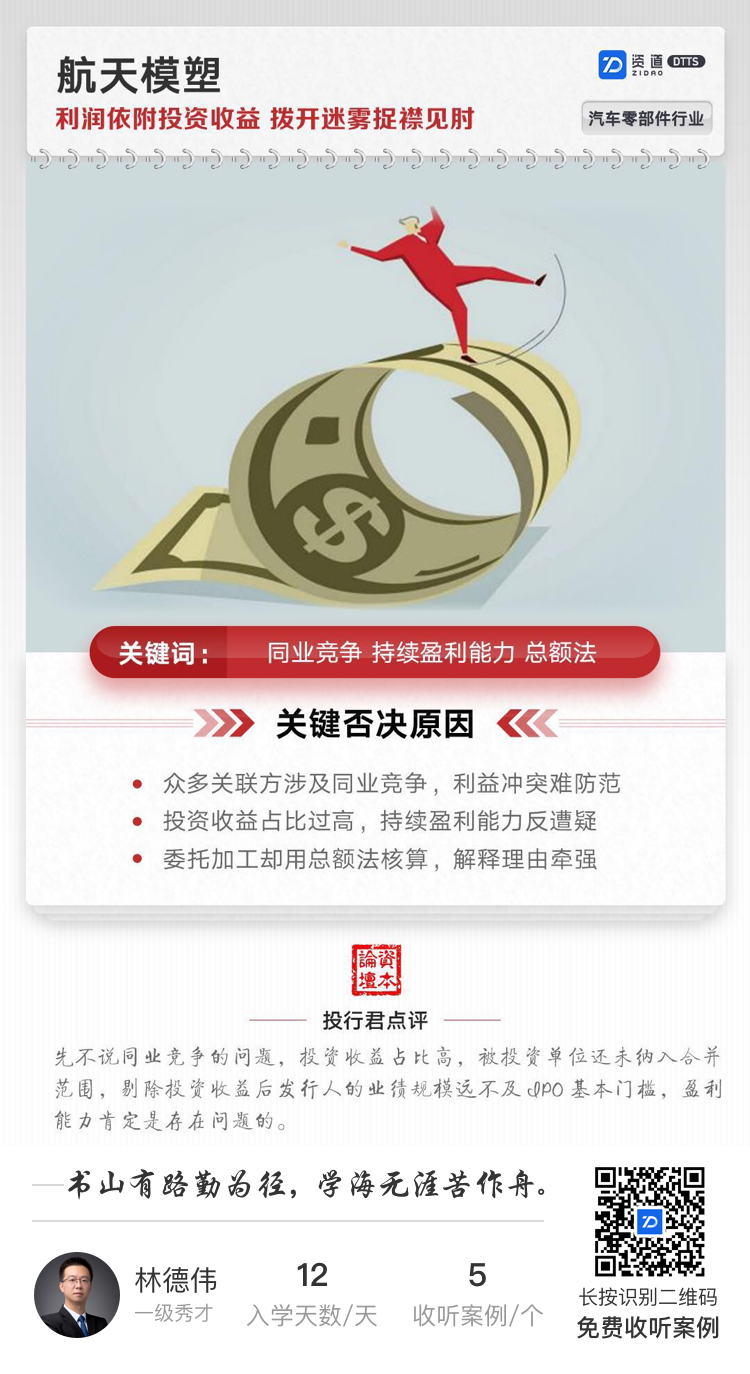 航天模塑
利润依附投资收益 拨开迷雾捉襟见肘
资道 DTTS
ZIDAO
汽车零部件行业
关键词：
同业竞争 持续盈利能力 总额法
关键否决原因
众多关联方涉及同业竞争，利益冲突难防范
投资收益占比过高，持续盈利能力反遭疑
委托加工却用总额法核算，解释理由牵强
資本
論壇
投行君点评
先不说同业竞争的问题，投资收益占比高，被投资单位还未纳入合并
范围，剔除投资收益后发行人的业绩规模远不及IPO基本门槛，盈利
能力肯定是存在问题的。
书山有路勤为径，学海无涯苦作舟。
林德伟
一级秀才
12
入学天数/天
5
收听案例/个
长按识别二维码
免费收听案例